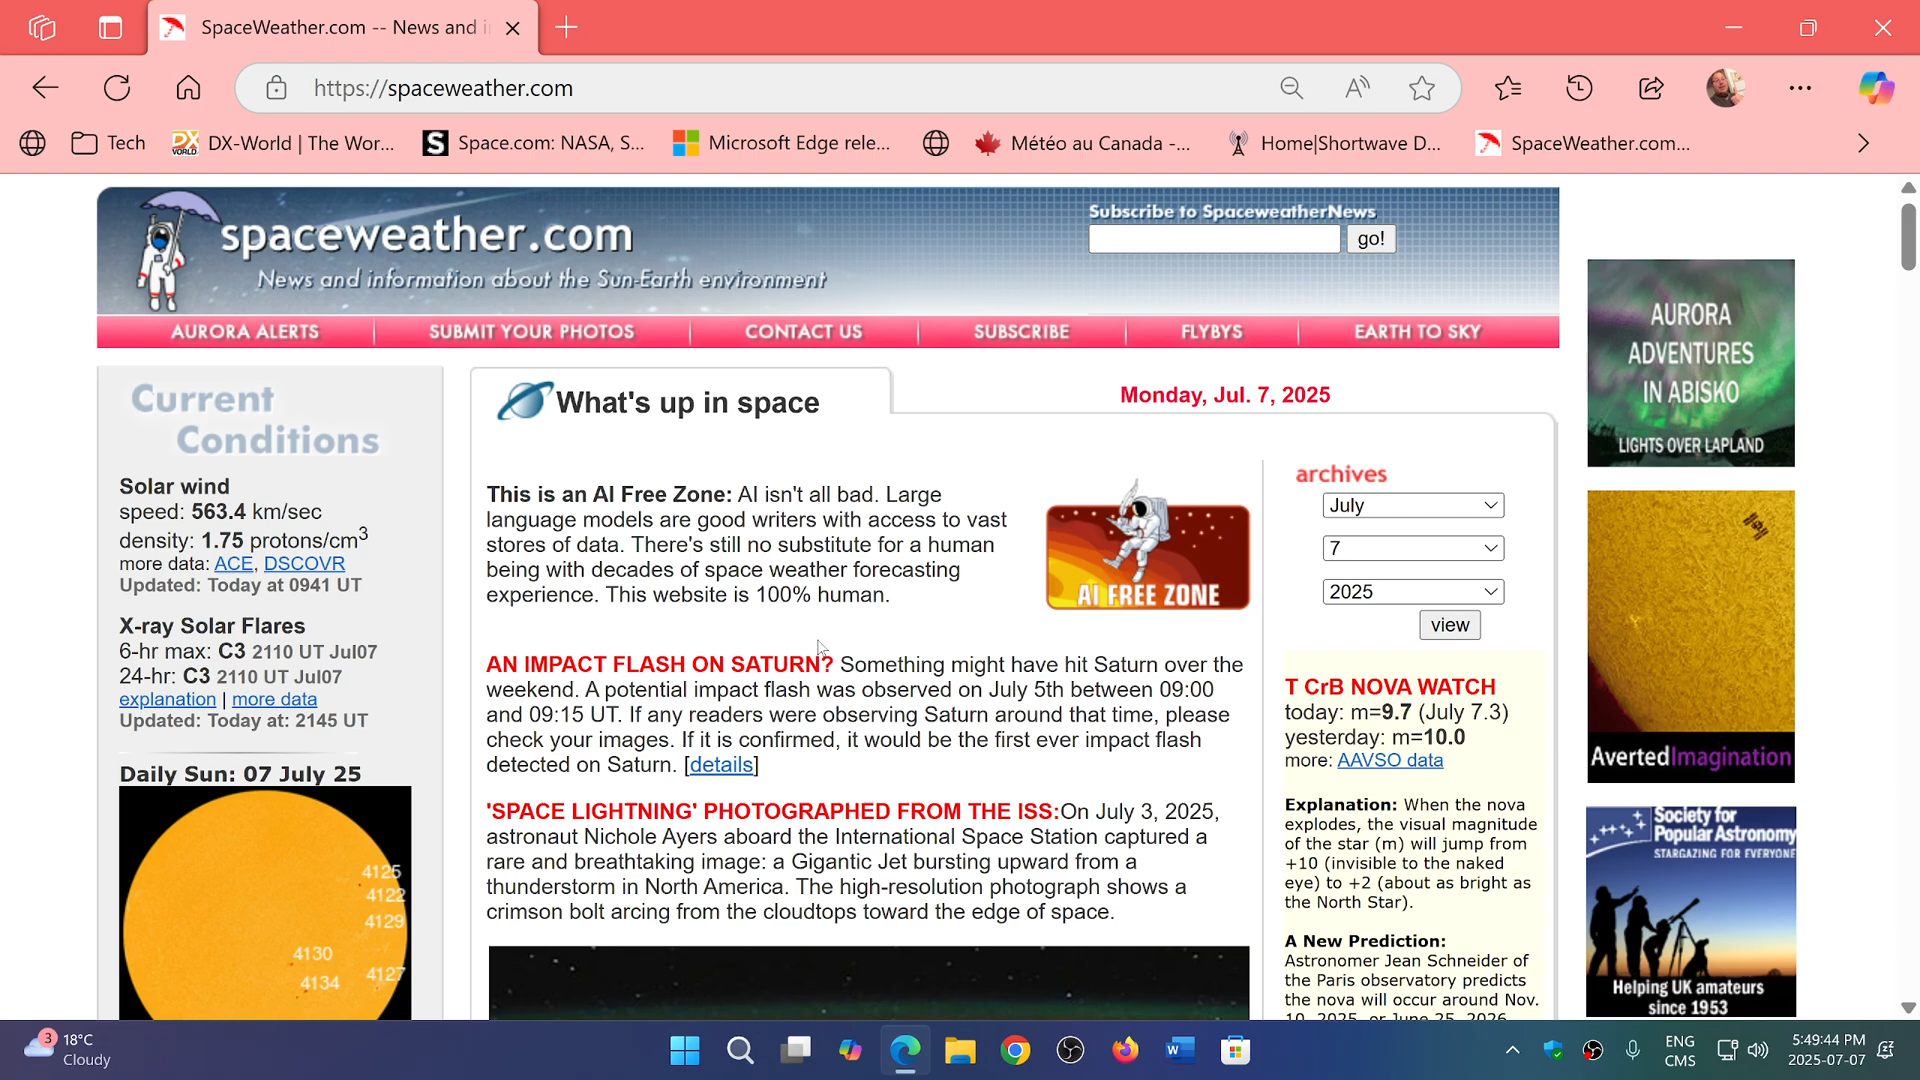 SpaceWeather.com -- News and i
https://spaceweather.com
Tech
DX-World | The Wor...
Space.com: NASA, S...
Microsoft Edge rele...
Météo au Canada -...
Home|Shortwave D...
SpaceWeather.com...
spaceweather.com
News and information about the Sun-Earth environment
Subscribe to SpaceweatherNews
go!
AURORA ALERTS
SUBMIT YOUR PHOTOS
CONTACT US
SUBSCRIBE
FLYBYS
EARTH TO SKY
Current
Conditions
Solar wind
speed: 563.4 km/sec
density: 1.75 protons/cm3
more data: ACE, DSCOVR
Updated: Today at 0941 UT
X-ray Solar Flares
6-hr max: C3 2110 UT Jul07
24-hr: C3 2110 UT Jul07
explanation | more data
Updated: Today at: 2145 UT
Daily Sun: 07 July 25
4125
4122
4129
4130
4127
4134
What's up in space
Monday, Jul. 7, 2025
This is an AI Free Zone: AI isn't all bad. Large
language models are good writers with access to vast
stores of data. There's still no substitute for a human
being with decades of space weather forecasting
experience. This website is 100% human.
AI FREE ZONE
AN IMPACT FLASH ON SATURN? Something might have hit Saturn over the
weekend. A potential impact flash was observed on July 5th between 09:00
and 09:15 UT. If any readers were observing Saturn around that time, please
check your images. If it is confirmed, it would be the first ever impact flash
detected on Saturn. [details]
'SPACE LIGHTNING' PHOTOGRAPHED FROM THE ISS:On July 3, 2025,
astronaut Nichole Ayers aboard the International Space Station captured a
rare and breathtaking image: a Gigantic Jet bursting upward from a
thunderstorm in North America. The high-resolution photograph shows a
crimson bolt arcing from the cloudtops toward the edge of space.
archives
July
7
2025
view
T CrB NOVA WATCH
today: m=9.7 (July 7.3)
yesterday: m=10.0
more: AAVSO data
Explanation: When the nova
explodes, the visual magnitude
of the star (m) will jump from
+10 (invisible to the naked
eye) to +2 (about as bright as
the North Star).
A New Prediction:
Astronomer Jean Schneider of
the Paris observatory predicts
the nova will occur around Nov.
10, 2025, or June 25, 2026
AURORA
ADVENTURES
IN ABISKO
LIGHTS OVER LAPLAND
AvertedImagination
Society for
Popular Astronomy
STARGAZING FOR EVERYONE
Helping UK amateurs
since 1953
3
18°C
Cloudy
ENG
CMS
5:49:44 PM
2025-07-07